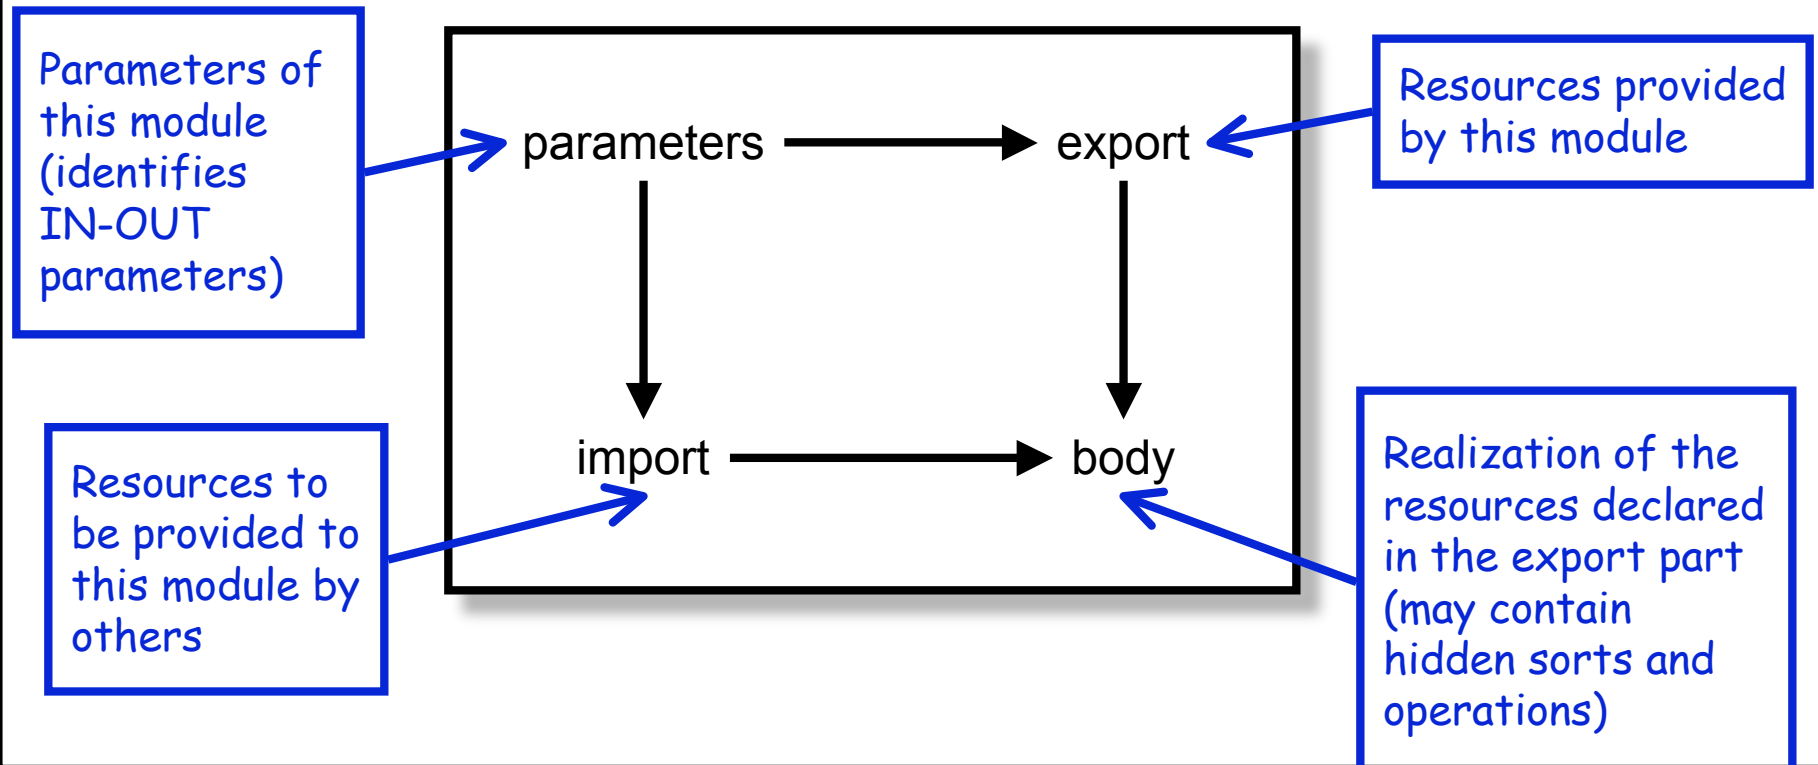 Parameters of
this module
(identifies
IN-OUT
parameters)
parameters
export
Resources provided
by this module
import
body
Resources to
be provided to
this module by
others
Realization of the
resources declared
in the export part
(may contain
hidden sorts and
operations)